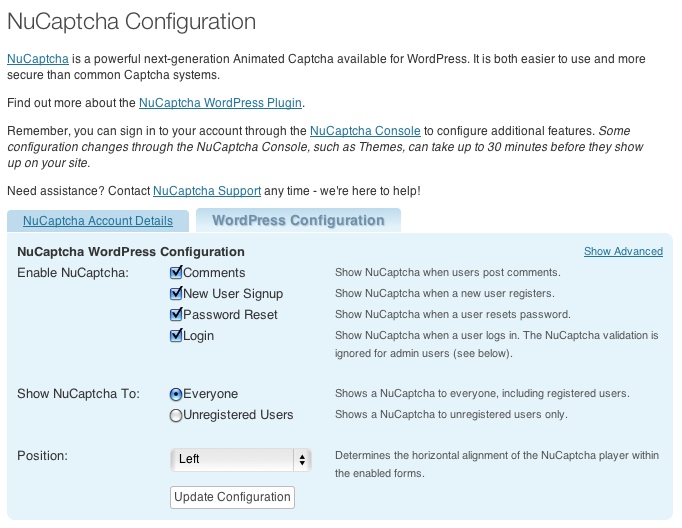 NuCaptcha Configuration
NuCaptcha is a powerful next-generation Animated Captcha available for WordPress. It is both easier to use and more
secure than common Captcha systems.
Find out more about the NuCaptcha WordPress Plugin.
Remember, you can sign in to your account through the NuCaptcha Console to configure additional features. Some
configuration changes through the NuCaptcha Console, such as Themes, can take up to 30 minutes before they show
up on your site.
Need assistance? Contact NuCaptcha Support any time - we're here to help!
NuCaptcha Account Details WordPress Configuration
NuCaptcha WordPress Configuration Show Advanced
Enable NuCaptcha: Comments Show NuCaptcha when users post comments.
New User Signup Show NuCaptcha when a new user registers.
Password Reset Show NuCaptcha when a user resets password.
Login Show NuCaptcha when a user logs in. The NuCaptcha validation is
ignored for admin users (see below).
Show NuCaptcha To: Everyone Shows a NuCaptcha to everyone, including registered users.
Unregistered Users Shows a NuCaptcha to unregistered users only.
Position: Left Determines the horizontal alignment of the NuCaptcha player within
the enabled forms.
Update Configuration